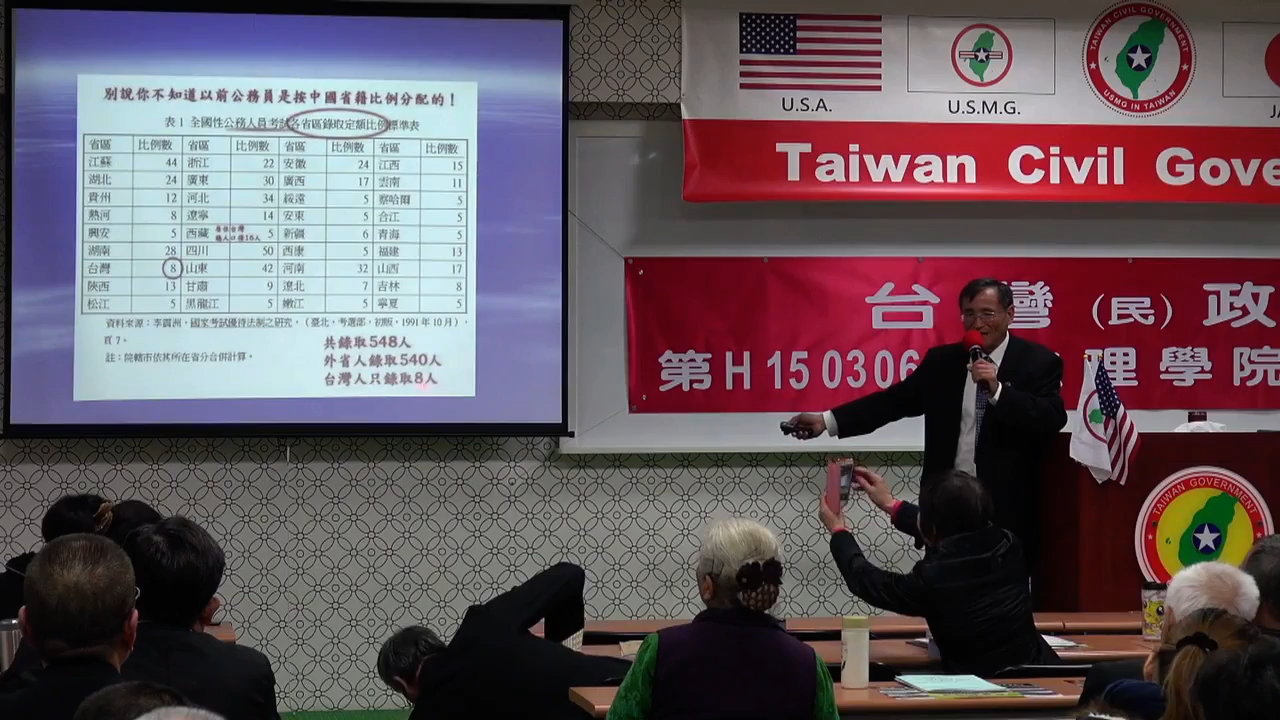 別說你不知道以前公務員是按中國省籍比例分配的！
表1 全國性公務人員考試各省區錄取定額比例標準表
省區 比例數 省區 比例數 省區 比例數 省區 比例數
江蘇 44 浙江 22 安徽 24 江西 15
湖北 24 廣東 30 廣西 17 雲南 11
貴州 12 河北 34 綏遠 5 察哈爾 5
熱河 8 遼寧 14 安東 5 合江 5
興安 5 西藏 5 新疆 6 青海 5
湖南 28 四川 50 西康 5 福建 13
台灣 8 山東 42 河南 32 山西 17
陝西 13 甘肅 9 遼北 7 吉林 8
松江 5 黑龍江 5 嫩江 5 寧夏 5
資料來源：李震洲，國家考試優待法制之研究，（臺北，考選部，初版，1991年10月），
頁7。
註：院轄市依其所在省分合併計算。
共錄取548人
外省人錄取540人
台灣人只錄取8人
U.S.A.
U.S.M.G.
TAIWAN CIVIL GOVERNMENT
USMG IN TAIWAN
JA
Taiwan Civil Gove
台灣（民）政
第H150306 理學院
TAIWAN GOVERNMENT